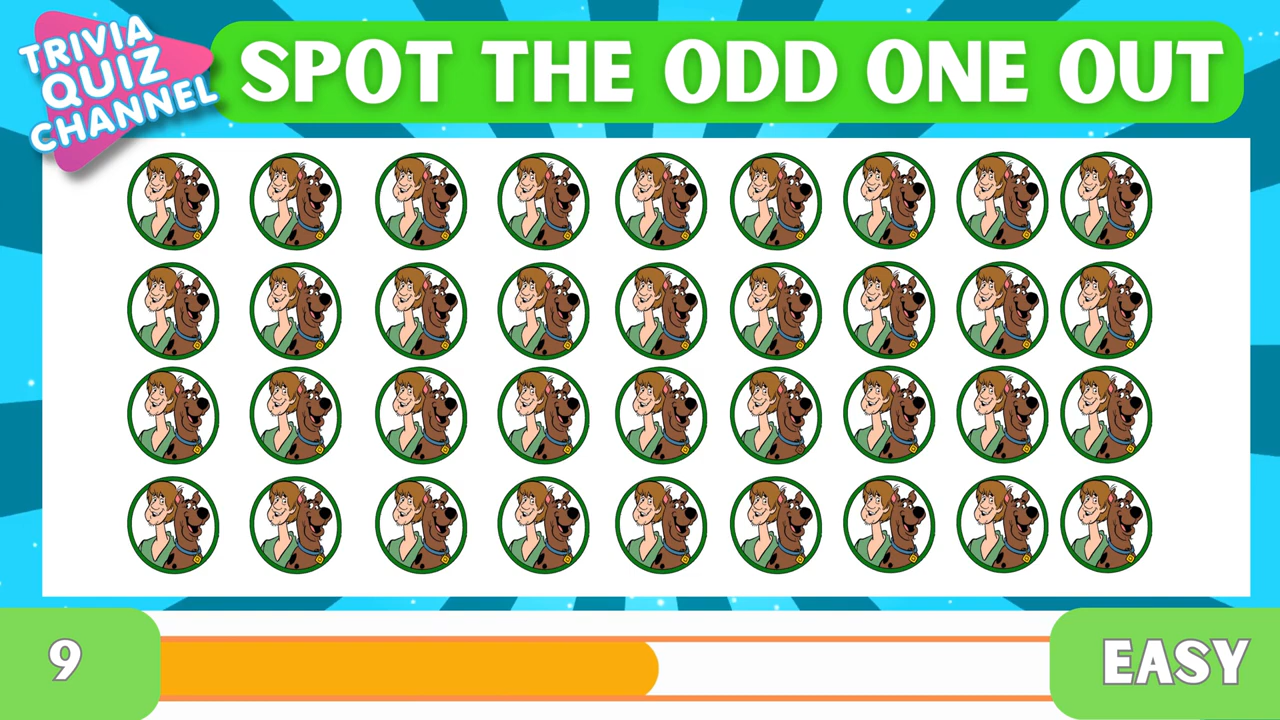 TRIVIA
QUIZ
CHANNEL
SPOT THE ODD ONE OUT
9
EASY